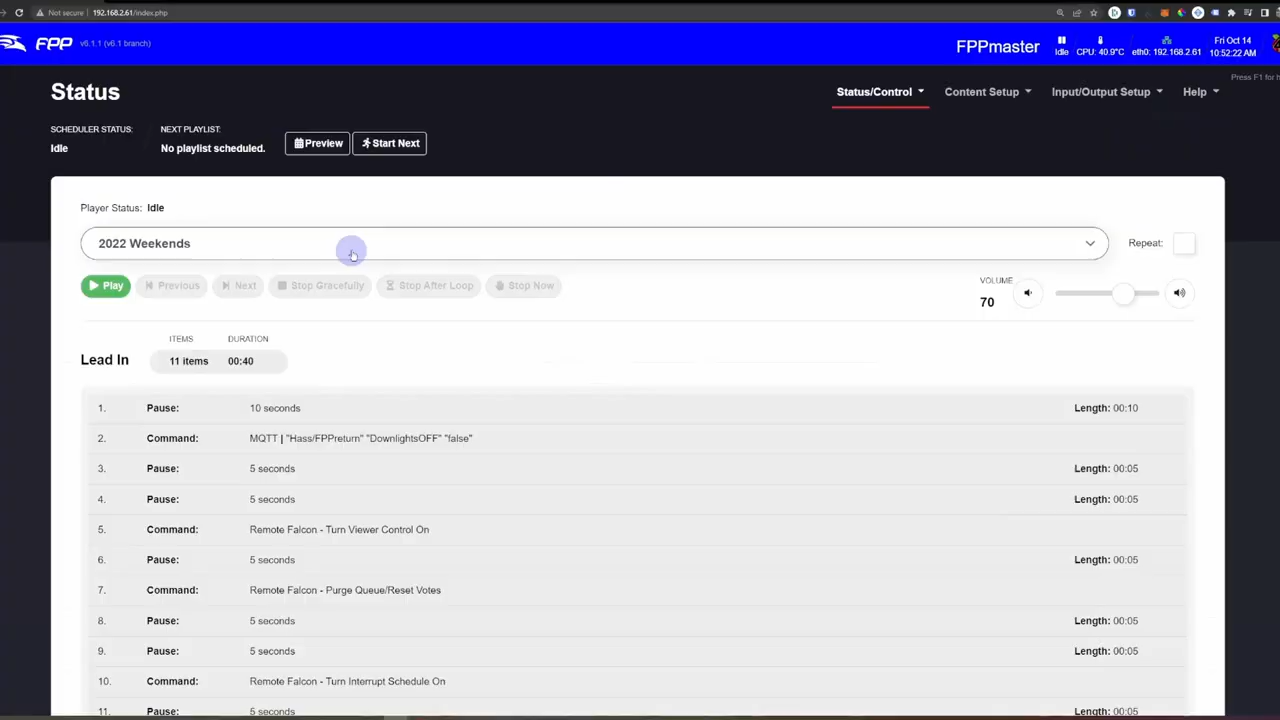 Not secure | 192.168.2.61/index.php
FPP v6.1.1 (v6.1 branch)
FPPmaster
Idle
CPU: 40.9°C
eth0: 192.168.2.61
Fri Oct 14
10:52:22 AM
Press F1 for h
Status
Status/Control
Content Setup
Input/Output Setup
Help
SCHEDULER STATUS:
Idle
NEXT PLAYLIST:
No playlist scheduled.
Preview
Start Next
Player Status: Idle
2022 Weekends
Repeat:
Play
Previous
Next
Stop Gracefully
Stop After Loop
Stop Now
VOLUME
70
Lead In
ITEMS
11 items
DURATION
00:40
1. Pause: 10 seconds Length: 00:10
2. Command: MQTT | "Hass/FPPreturn" "DownlightsOFF" "false"
3. Pause: 5 seconds Length: 00:05
4. Pause: 5 seconds Length: 00:05
5. Command: Remote Falcon - Turn Viewer Control On
6. Pause: 5 seconds Length: 00:05
7. Command: Remote Falcon - Purge Queue/Reset Votes
8. Pause: 5 seconds Length: 00:05
9. Pause: 5 seconds Length: 00:05
10. Command: Remote Falcon - Turn Interrupt Schedule On
11. Pause: 5 seconds Length: 00:05